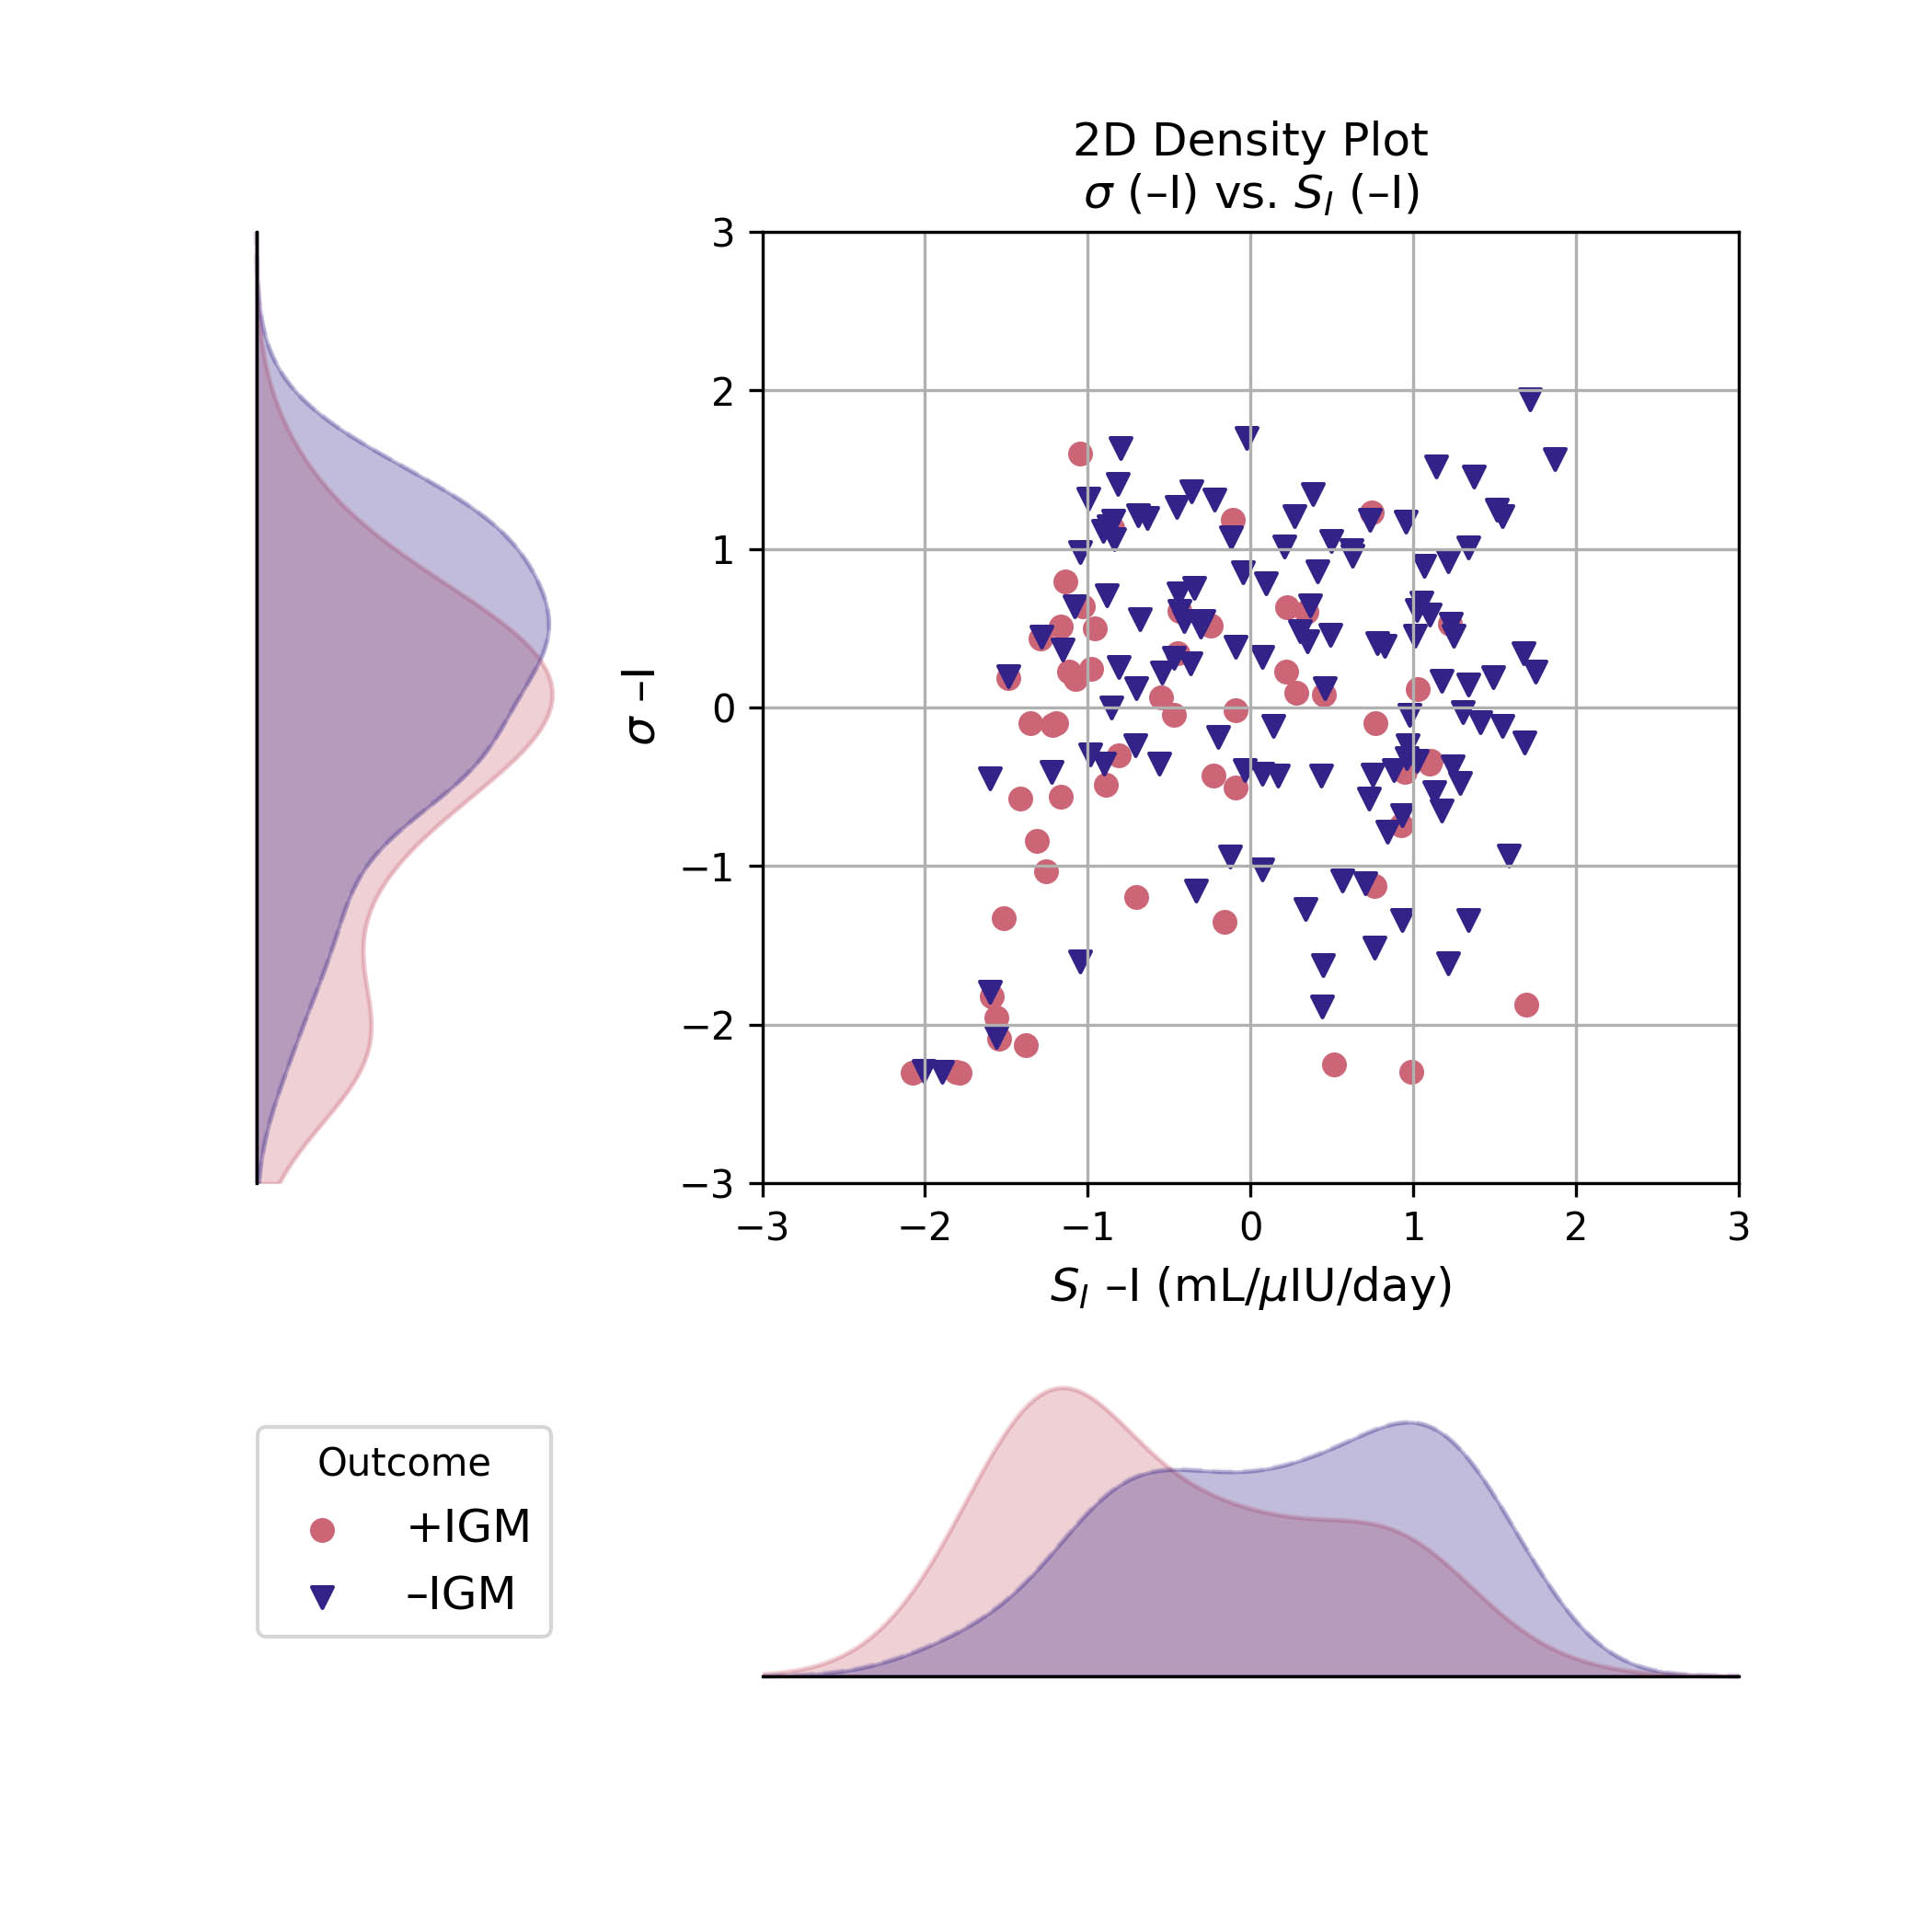 2D Density Plot
σ (–I) vs. S_I (–I)
3
2
1
0
−1
−2
−3
σ –I
−3 −2 −1 0 1 2 3
S_I –I (mL/μIU/day)
Outcome
+IGM
–IGM